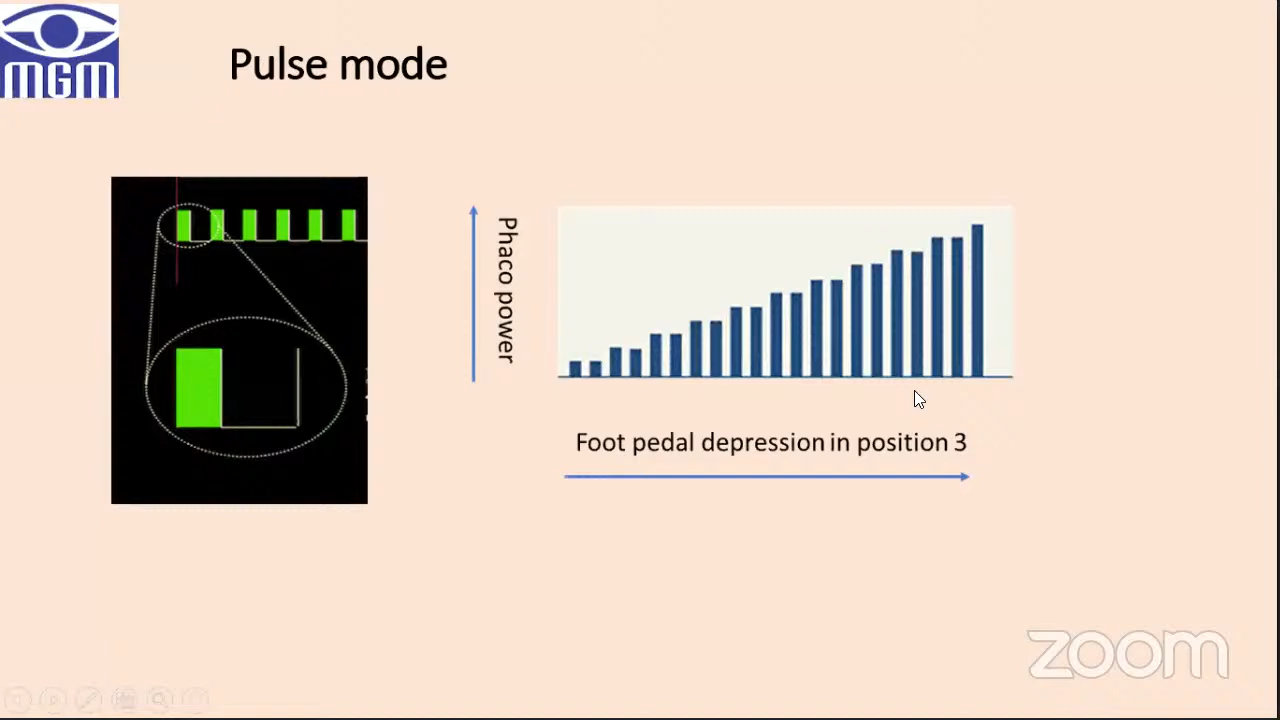 MGM
Pulse mode
Phaco power
Foot pedal depression in position 3
zoom